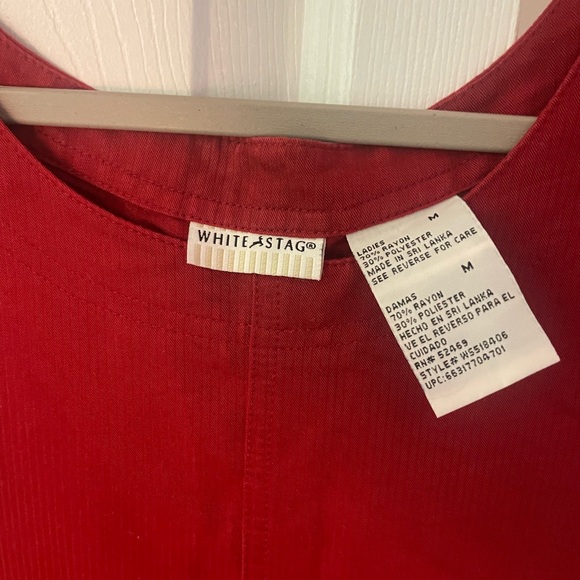 WHITE STAG®
M
LADIES
70% RAYON
30% POLYESTER
MADE IN SRI LANKA
SEE REVERSE FOR CARE
M
DAMAS
70% RAYON
30% POLIESTER
HECHO EN SRI LANKA
VE EL REVERSO PARA EL
CUIDADO
RN# 52469
STYLE# WS518406
UPC:66317704701